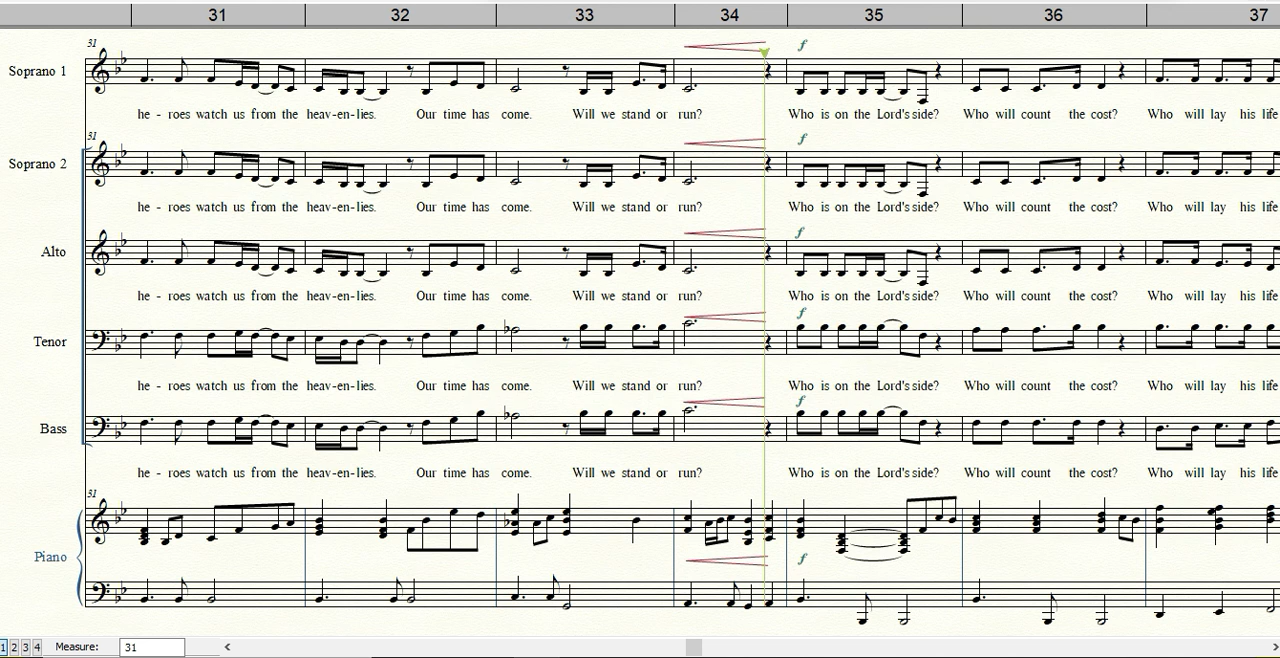 31 32 33 34 35 36 37
31
f
Soprano 1
he - roes watch us from the heav-en-lies. Our time has come. Will we stand or run? Who is on the Lord's side? Who will count the cost? Who will lay his life
31
f
Soprano 2
he - roes watch us from the heav-en-lies. Our time has come. Will we stand or run? Who is on the Lord's side? Who will count the cost? Who will lay his life
f
Alto
he - roes watch us from the heav-en-lies. Our time has come. Will we stand or run? Who is on the Lord's side? Who will count the cost? Who will lay his life
f
Tenor
he - roes watch us from the heav-en-lies. Our time has come. Will we stand or run? Who is on the Lord's side? Who will count the cost? Who will lay his life
f
Bass
he - roes watch us from the heav-en-lies. Our time has come. Will we stand or run? Who is on the Lord's side? Who will count the cost? Who will lay his life
31
Piano
f
1 2 3 4 Measure: 31